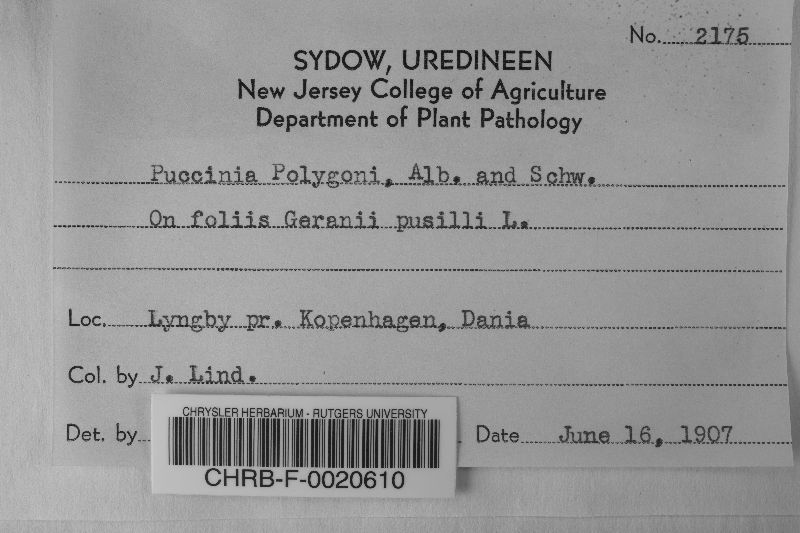 No. 2175
SYDOW, UREDINEEN
New Jersey College of Agriculture
Department of Plant Pathology
Puccinia Polygoni, Alb. and Schw.
On foliis Geranii pusilli L.
Loc. Lyngby pr. Kopenhagen, Dania
Col. by J. Lind.
Det. by Date June 16, 1907
CHRYSLER HERBARIUM - RUTGERS UNIVERSITY
CHRB-F-0020610